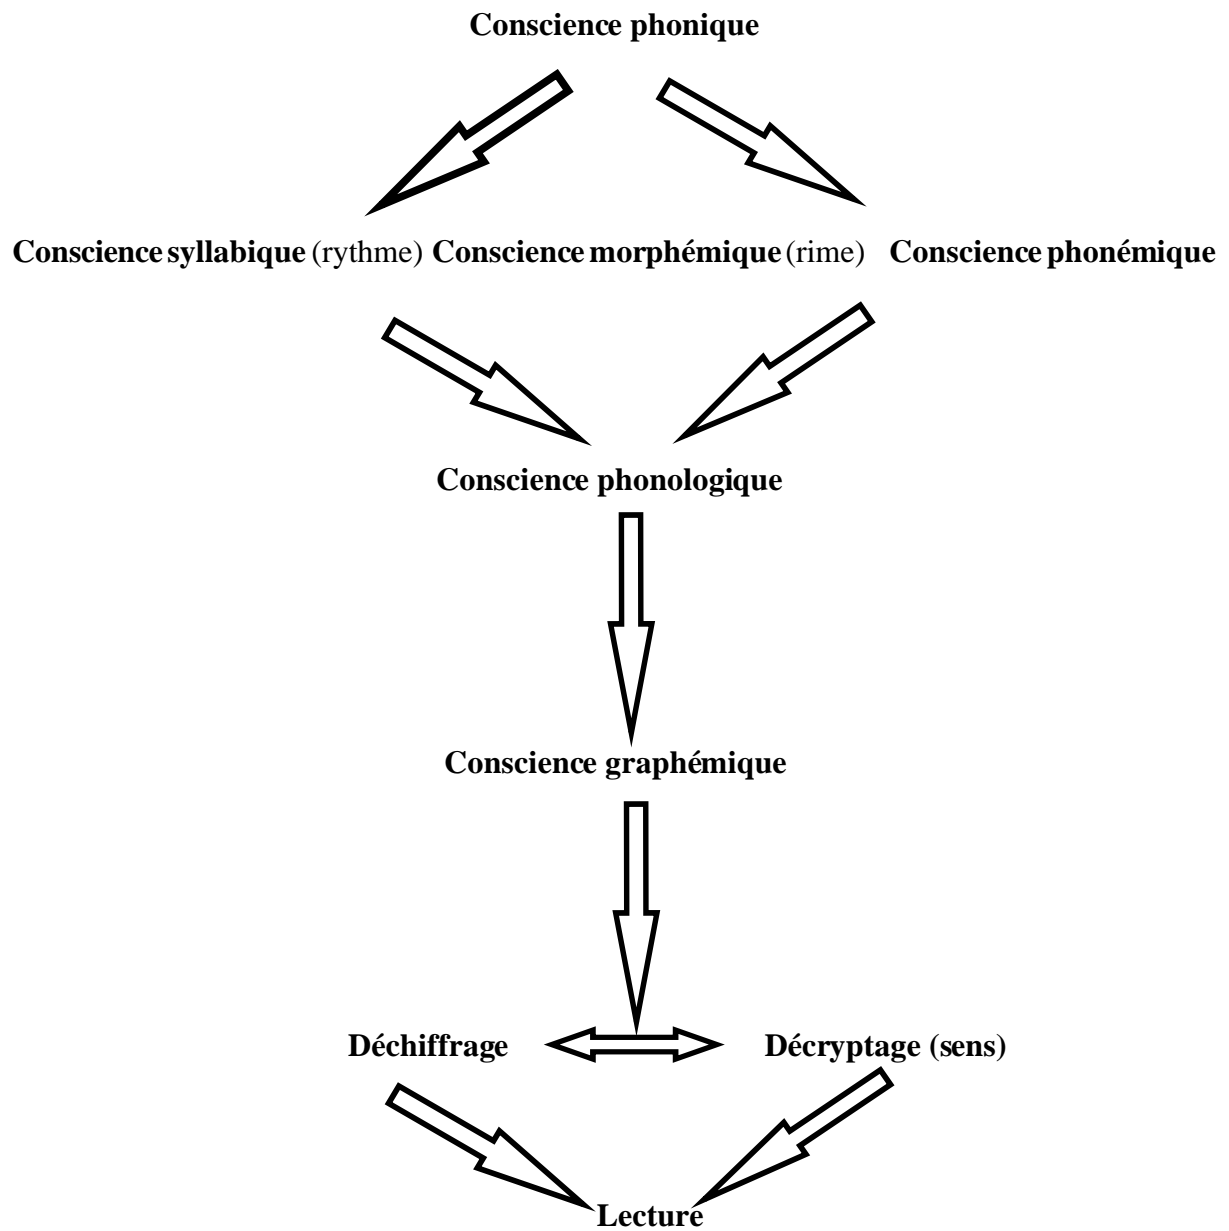 Conscience phonique
Conscience syllabique (rythme) Conscience morphémique (rime) Conscience phonémique
Conscience phonologique
Conscience graphémique
Déchiffrage Décryptage (sens)
Lecture